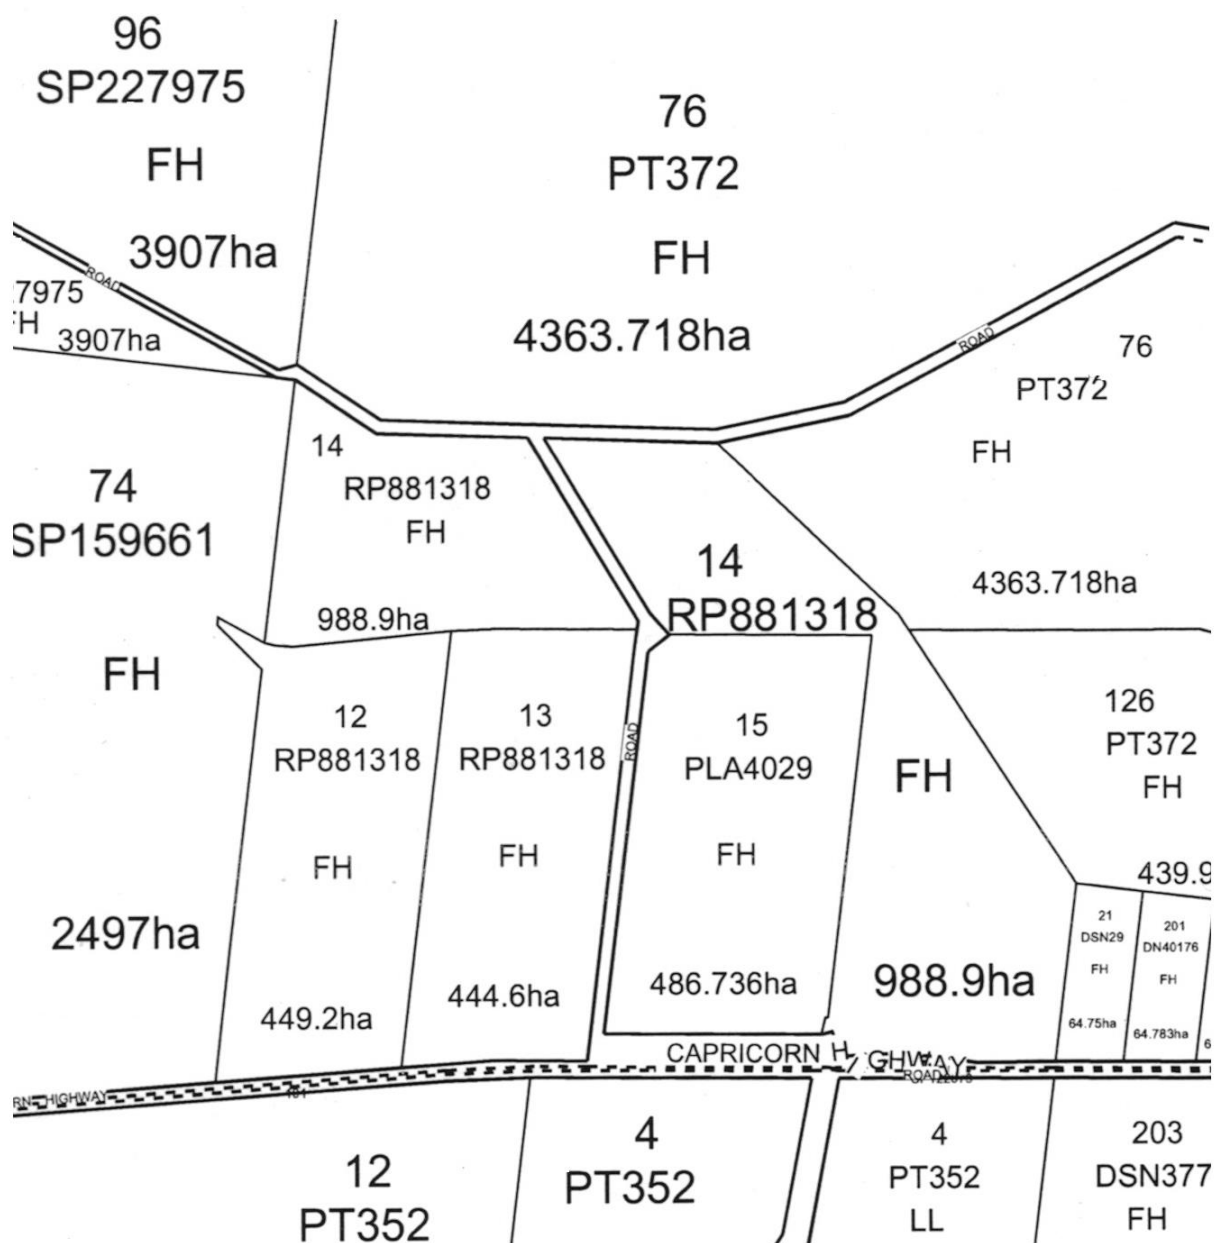 96
SP227975
FH
3907ha
76
PT372
FH
4363.718ha
ROAD
7975
FH
3907ha
ROAD
76
PT372
FH
4363.718ha
14
RP881318
FH
988.9ha
74
SP159661
FH
2497ha
14
RP881318
FH
988.9ha
12
RP881318
FH
449.2ha
13
RP881318
FH
444.6ha
ROAD
15
PLA4029
FH
486.736ha
126
PT372
FH
439.9
21
DSN29
FH
64.75ha
201
DN40176
FH
64.783ha
6
CAPRICORN H GHWAY
ROAD
RN HIGHWAY
12
PT352
4
PT352
4
PT352
LL
203
DSN377
FH